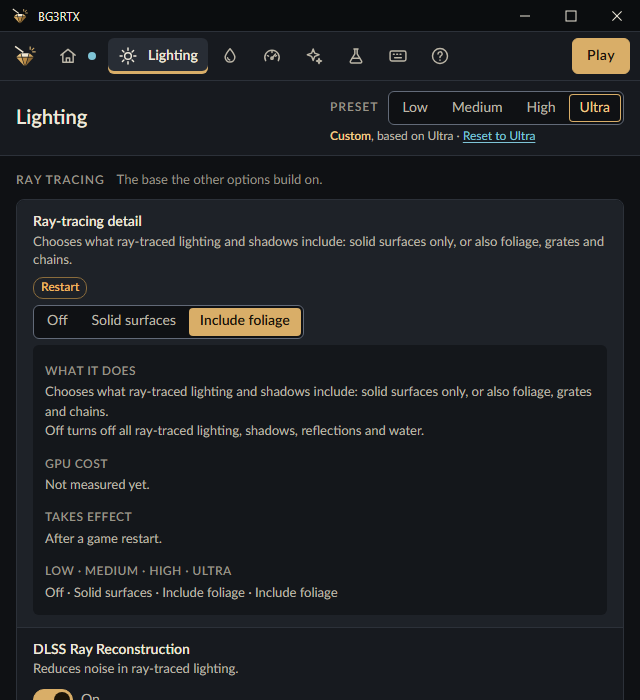 BG3RTX
Lighting
Play
Lighting
PRESET Low Medium High Ultra
Custom, based on Ultra · Reset to Ultra
RAY TRACING The base the other options build on.
Ray-tracing detail
Chooses what ray-traced lighting and shadows include: solid surfaces only, or also foliage, grates and
chains.
Restart
Off Solid surfaces Include foliage
WHAT IT DOES
Chooses what ray-traced lighting and shadows include: solid surfaces only, or also foliage, grates
and chains.
Off turns off all ray-traced lighting, shadows, reflections and water.
GPU COST
Not measured yet.
TAKES EFFECT
After a game restart.
LOW · MEDIUM · HIGH · ULTRA
Off · Solid surfaces · Include foliage · Include foliage
DLSS Ray Reconstruction
Reduces noise in ray-traced lighting.
On